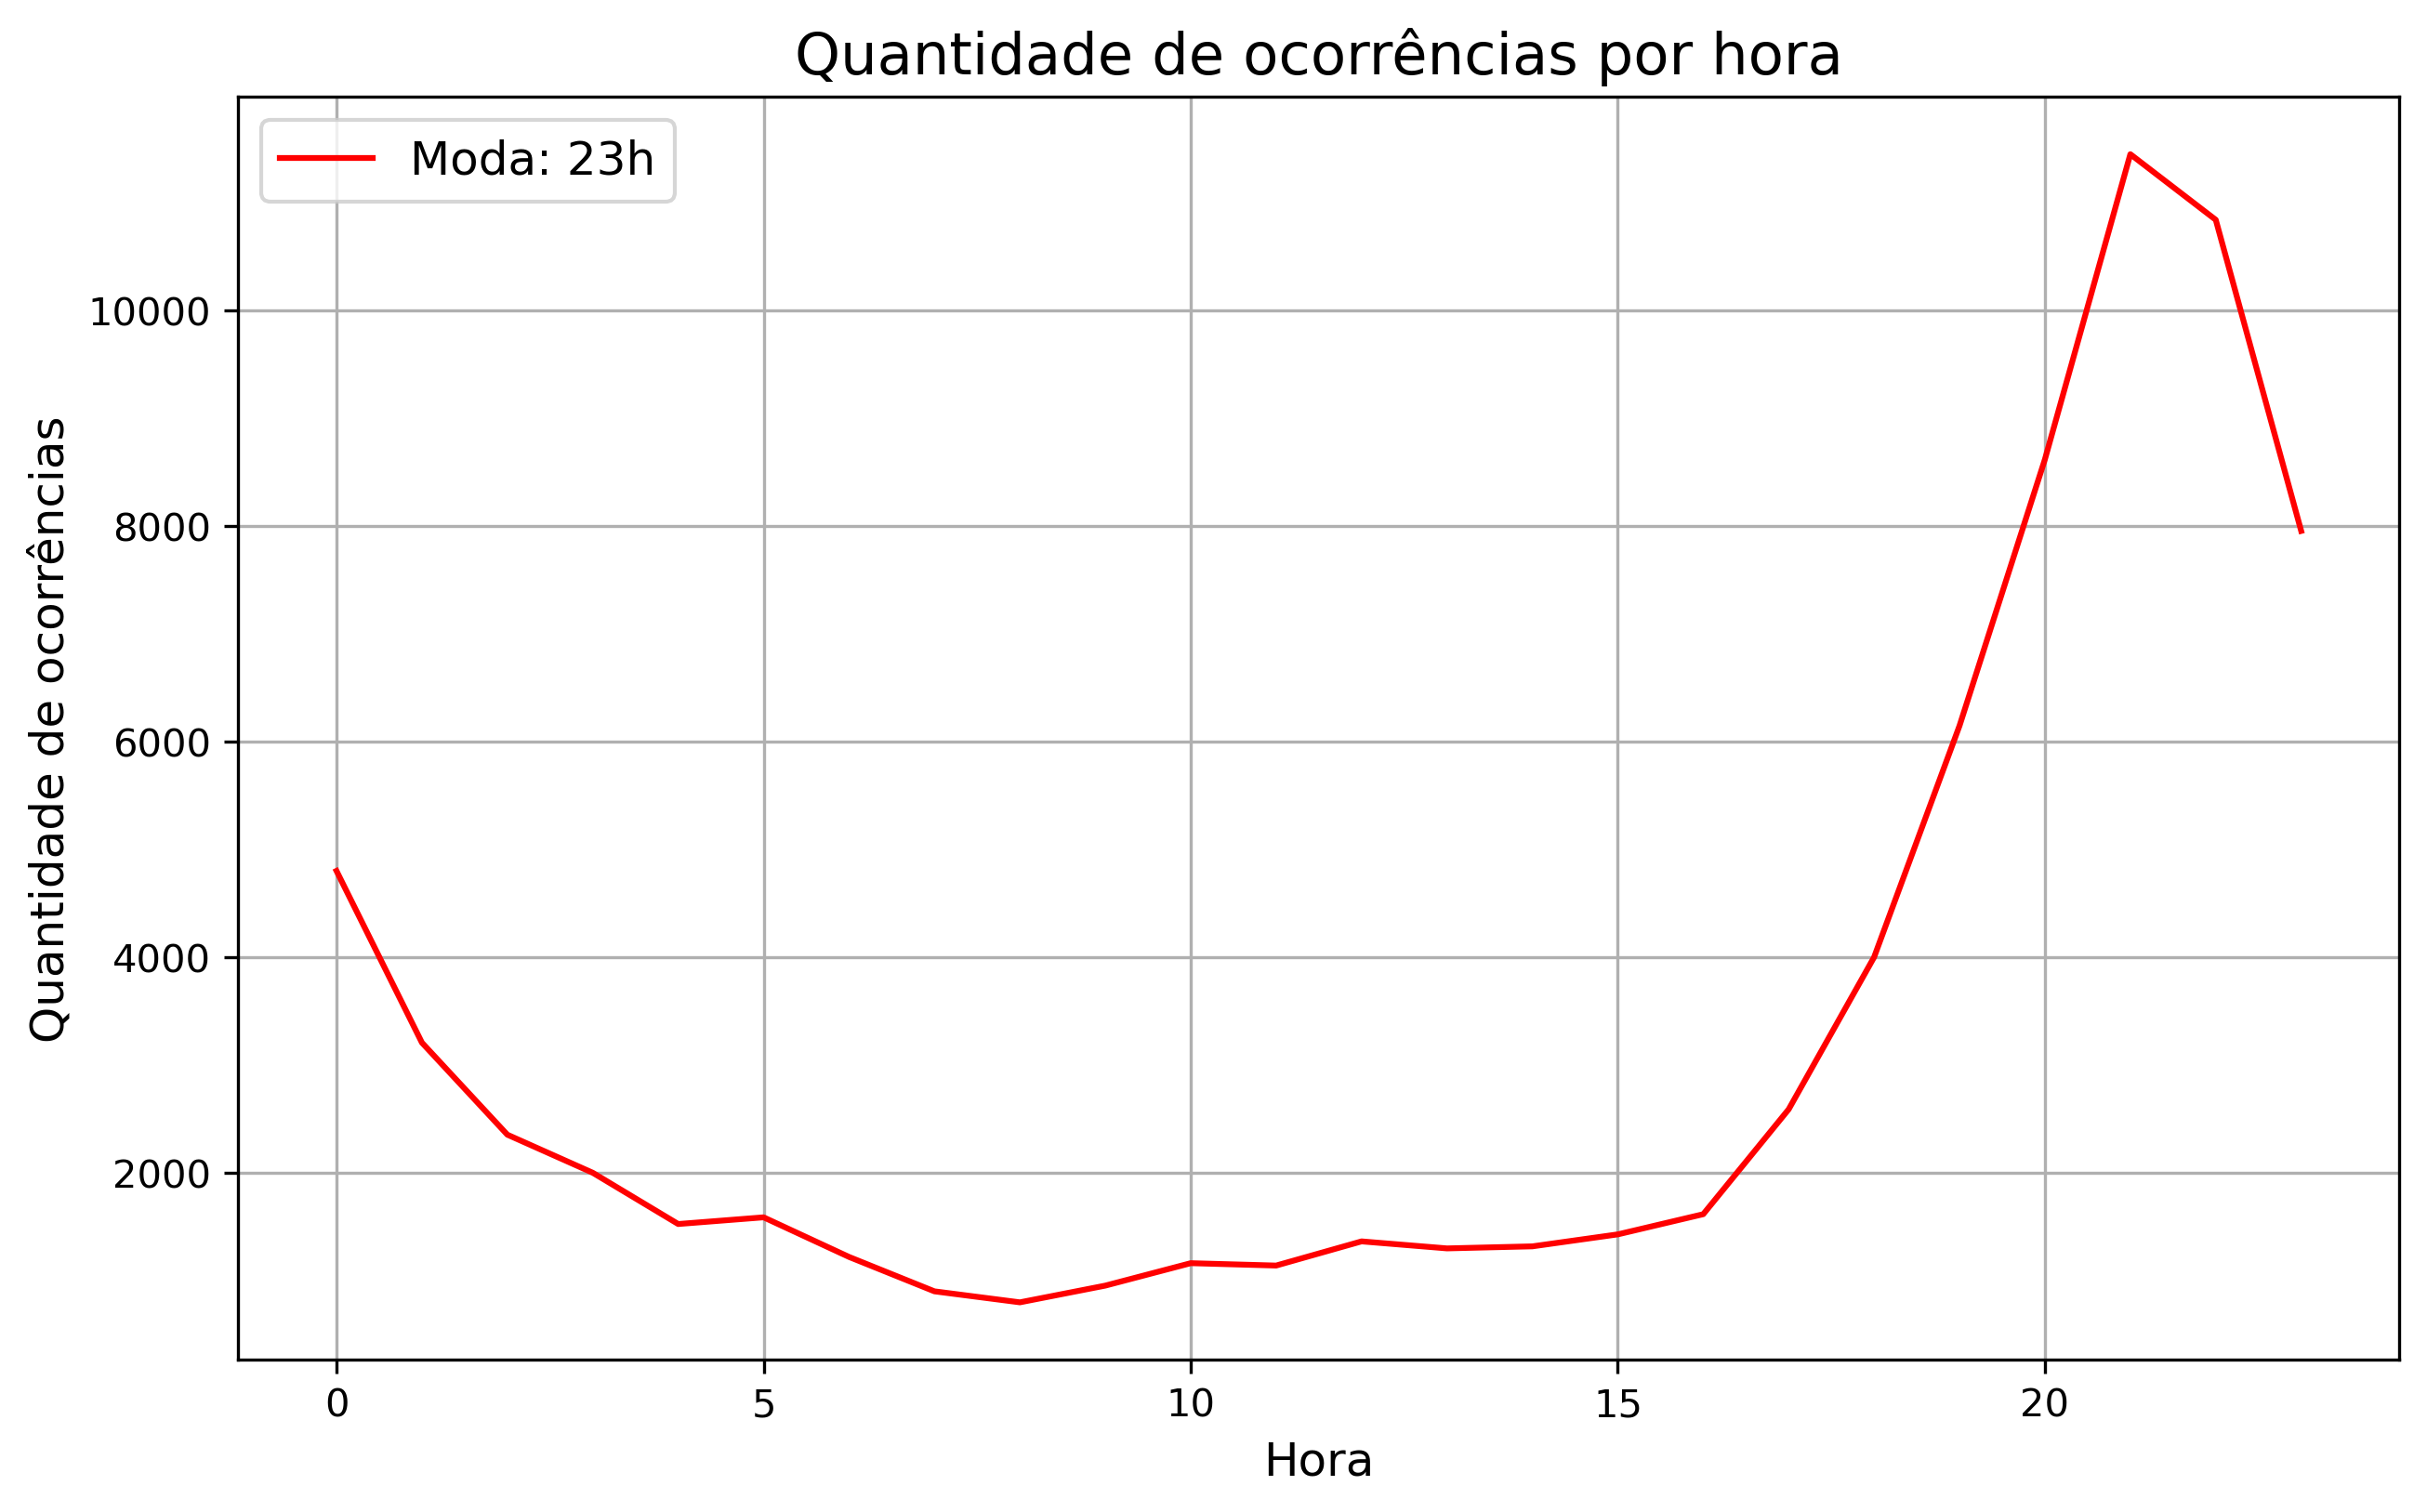 Quantidade de ocorrências por hora
Moda: 23h
Quantidade de ocorrências
10000
8000
6000
4000
2000
0 5 10 15 20
Hora